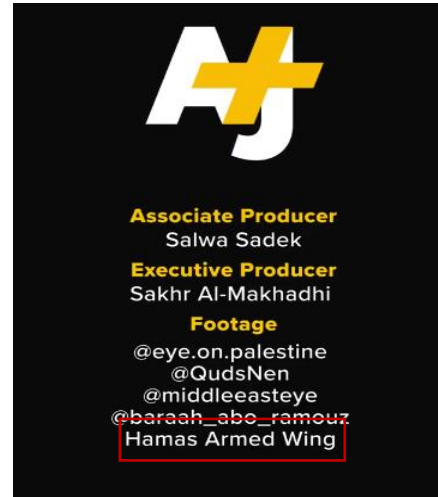 AJ+
Associate Producer
Salwa Sadek
Executive Producer
Sakhr Al-Makhadhi
Footage
@eye.on.palestine
@QudsNen
@middleeasteye
@baraah_abo_ramouz
Hamas Armed Wing